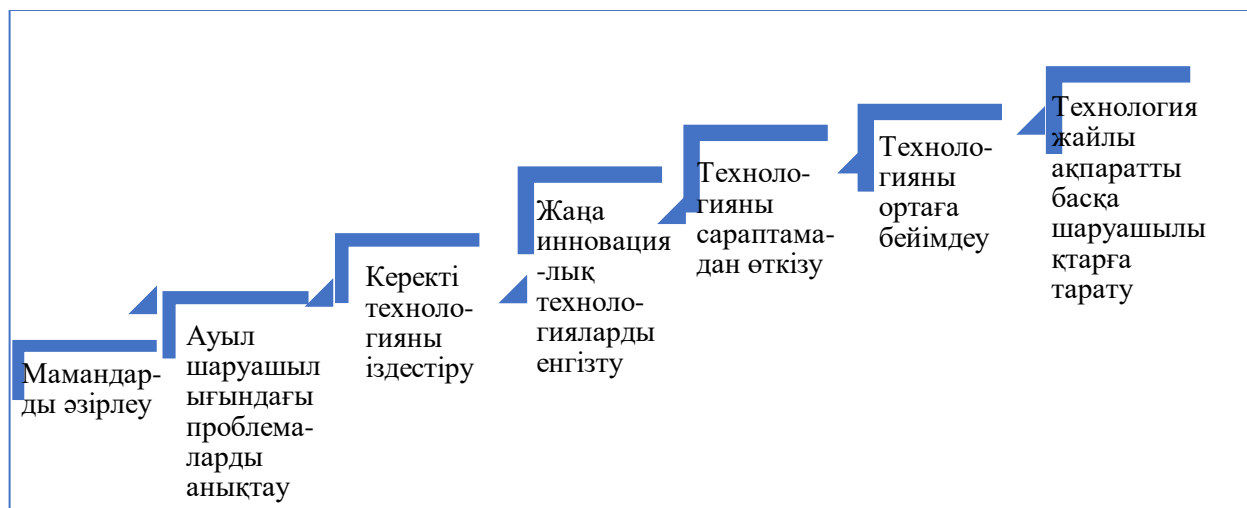 Мамандар-
ды әзірлеу
Ауыл
шаруашыл
ығындағы
проблема-
ларды
анықтау
Керекті
техноло-
гияны
іздестіру
Жаңа
инновация
-лық
техноло-
гияларды
енгізту
Техноло-
гияны
сараптама-
дан өткізу
Техноло-
гияны
ортаға
бейімдеу
Технология
жайлы
ақпаратты
басқа
шаруашылы
қтарға
тарату